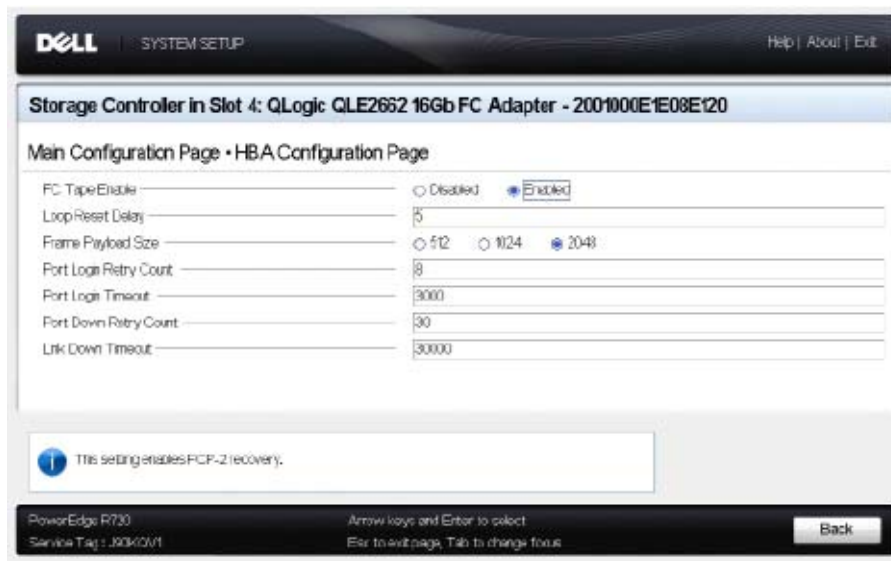 DELL SYSTEM SETUP Help | About | Exit
Storage Controller in Slot 4: QLogic QLE2662 16Gb FC Adapter - 2001000E1E08E120
Main Configuration Page • HBA Configuration Page
FC Tape Enable Disabled Enabled
Loop Reset Delay 5
Frame Payload Size 512 1024 2048
Port Login Retry Count 8
Port Login Timeout 3000
Port Down Retry Count 30
Link Down Timeout 30000
This setting enables FCP-2 recovery.
PowerEdge R730 Arrow keys and Enter to select
Service Tag : Esc to exit page, Tab to change focus Back